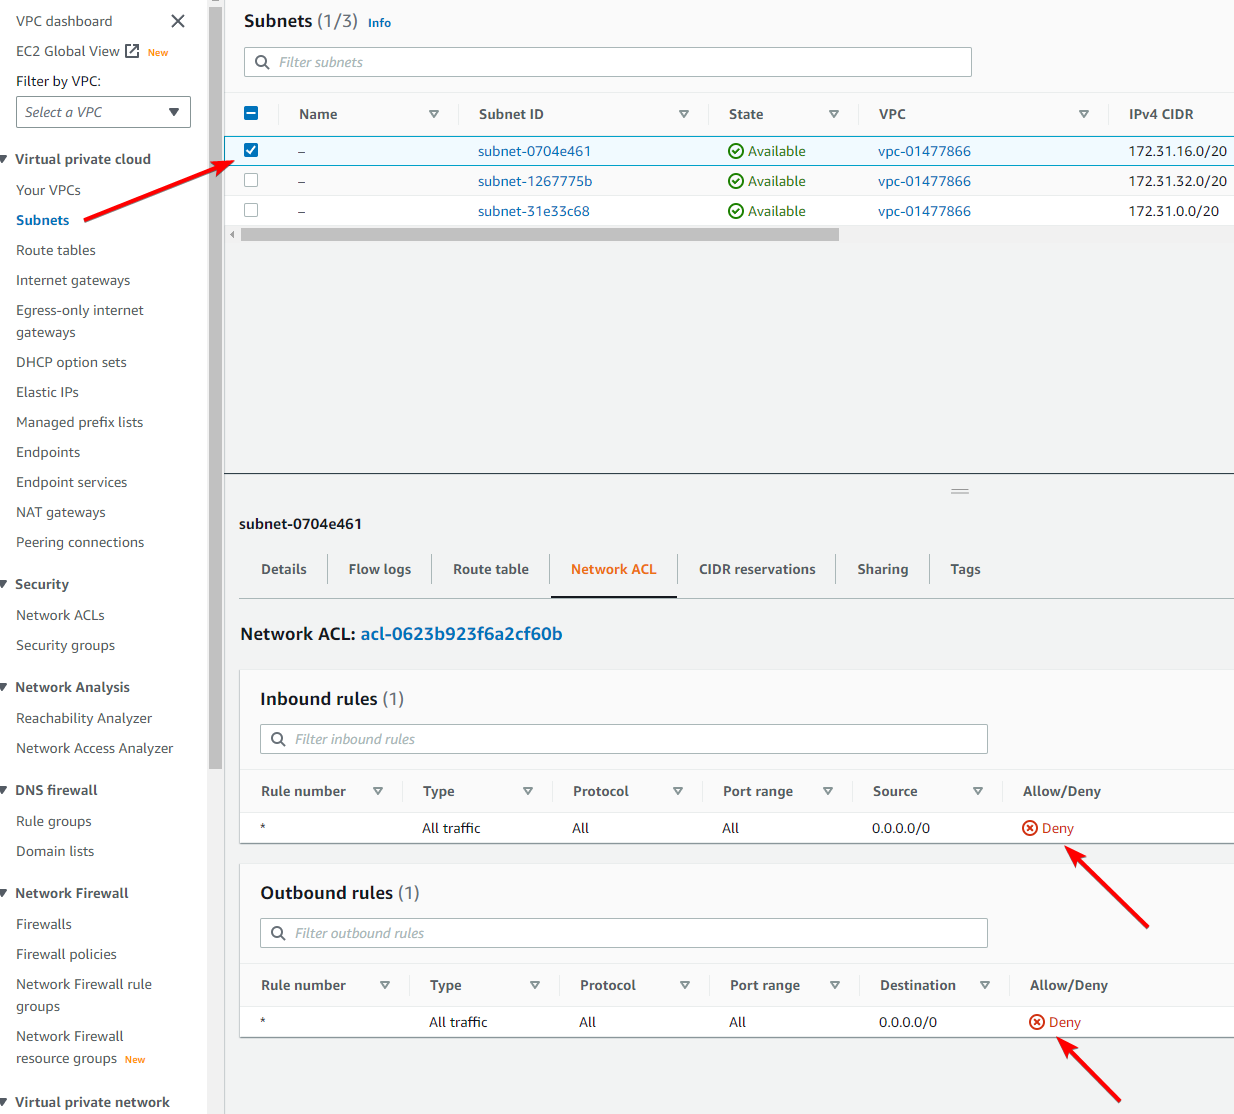 VPC dashboard
EC2 Global View New
Filter by VPC:
Select a VPC
Virtual private cloud
Your VPCs
Subnets
Route tables
Internet gateways
Egress-only internet
gateways
DHCP option sets
Elastic IPs
Managed prefix lists
Endpoints
Endpoint services
NAT gateways
Peering connections
Security
Network ACLs
Security groups
Network Analysis
Reachability Analyzer
Network Access Analyzer
DNS firewall
Rule groups
Domain lists
Network Firewall
Firewalls
Firewall policies
Network Firewall rule
groups
Network Firewall
resource groups New
Virtual private network
Subnets (1/3) Info
Filter subnets
Name Subnet ID State VPC IPv4 CIDR
– subnet-0704e461 Available vpc-01477866 172.31.16.0/20
– subnet-1267775b Available vpc-01477866 172.31.32.0/20
– subnet-31e33c68 Available vpc-01477866 172.31.0.0/20
subnet-0704e461
Details Flow logs Route table Network ACL CIDR reservations Sharing Tags
Network ACL: acl-0623b923f6a2cf60b
Inbound rules (1)
Filter inbound rules
Rule number Type Protocol Port range Source Allow/Deny
* All traffic All All 0.0.0.0/0 Deny
Outbound rules (1)
Filter outbound rules
Rule number Type Protocol Port range Destination Allow/Deny
* All traffic All All 0.0.0.0/0 Deny